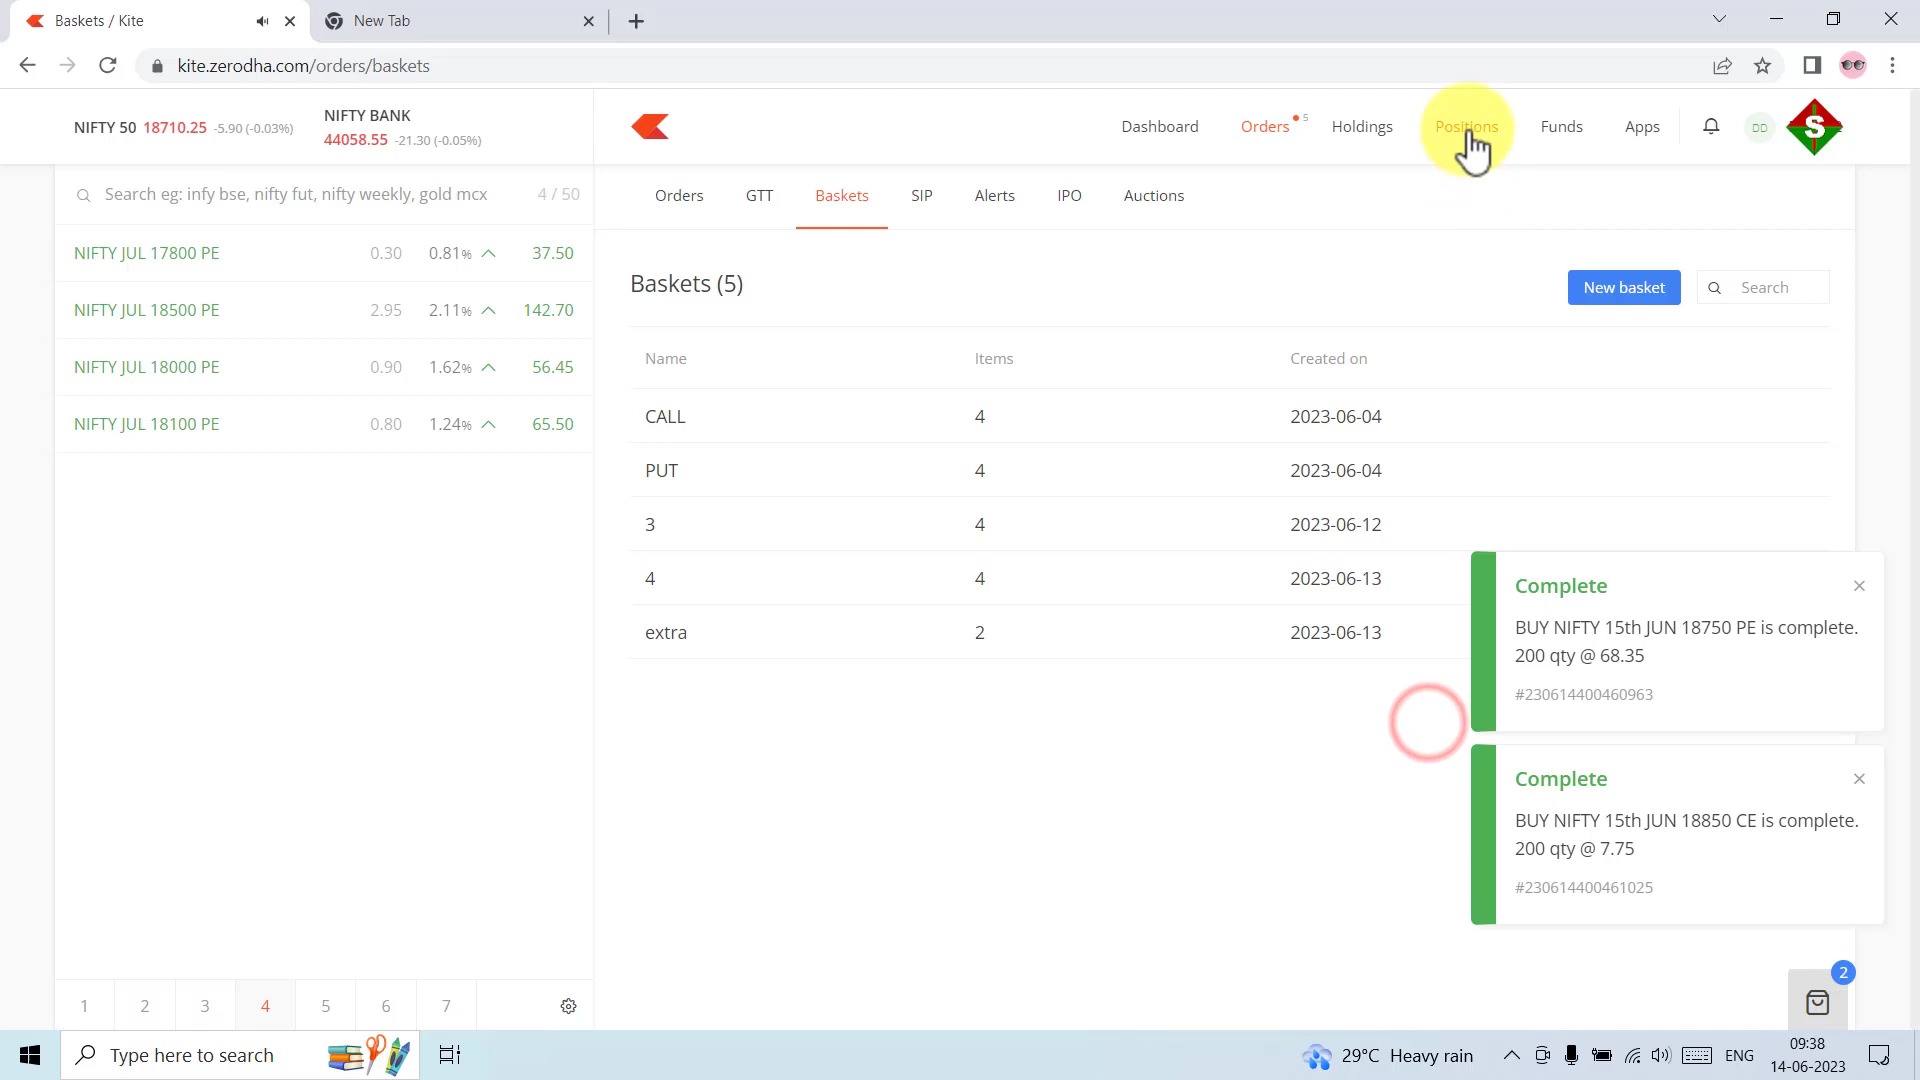 Baskets / Kite
New Tab
kite.zerodha.com/orders/baskets
NIFTY 50 18710.25 -5.90 (-0.03%)
NIFTY BANK
44058.55 -21.30 (-0.05%)
Dashboard Orders 5 Holdings Positions Funds Apps DD S
Search eg: infy bse, nifty fut, nifty weekly, gold mcx 4 / 50
Orders GTT Baskets SIP Alerts IPO Auctions
NIFTY JUL 17800 PE 0.30 0.81% 37.50
NIFTY JUL 18500 PE 2.95 2.11% 142.70
NIFTY JUL 18000 PE 0.90 1.62% 56.45
NIFTY JUL 18100 PE 0.80 1.24% 65.50
Baskets (5)
New basket
Search
Name Items Created on
CALL 4 2023-06-04
PUT 4 2023-06-04
3 4 2023-06-12
4 4 2023-06-13
extra 2 2023-06-13
Complete
BUY NIFTY 15th JUN 18750 PE is complete.
200 qty @ 68.35
#230614400460963
Complete
BUY NIFTY 15th JUN 18850 CE is complete.
200 qty @ 7.75
#230614400461025
2
1 2 3 4 5 6 7
Type here to search
29°C Heavy rain
ENG
09:38
14-06-2023